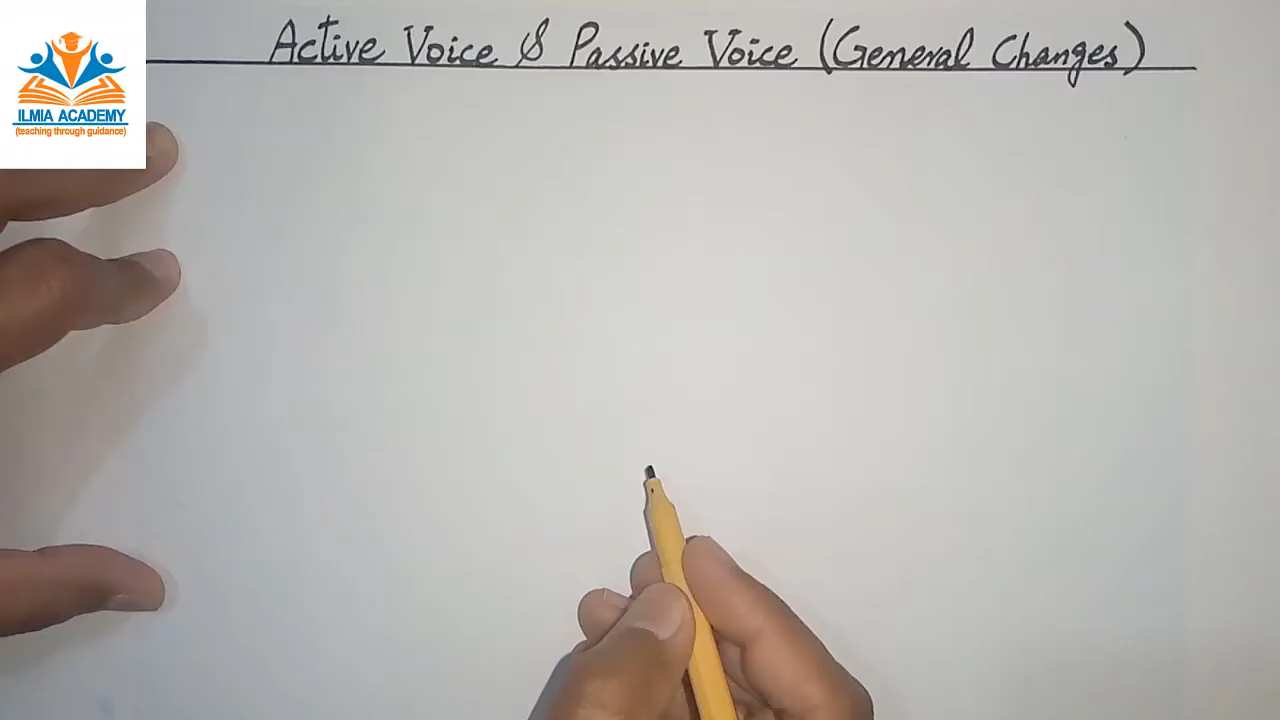 Active Voice & Passive Voice (General Changes)
ILMIA ACADEMY
(teaching through guidance)